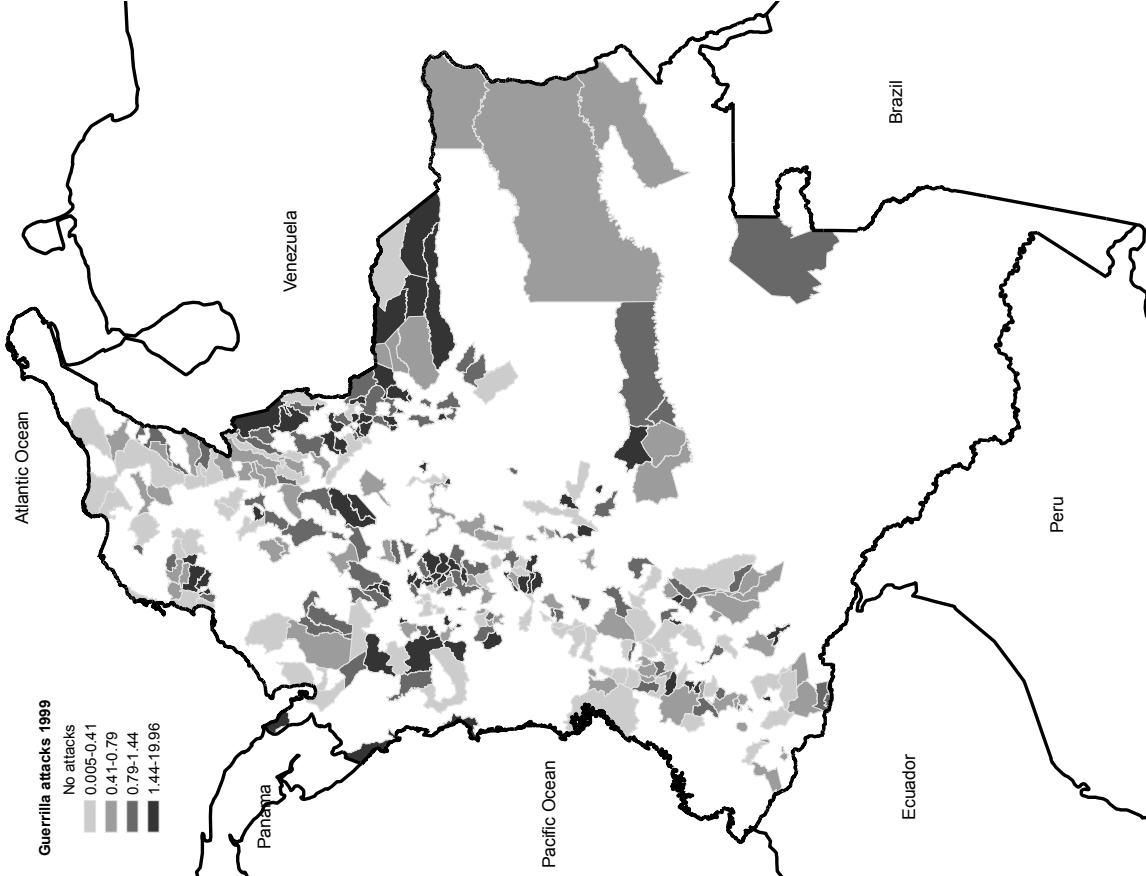 Guerrilla attacks 1999
No attacks
0.005-0.41
0.41-0.79
0.79-1.44
1.44-19.96
Atlantic Ocean
Venezuela
Panama
Pacific Ocean
Brazil
Ecuador
Peru